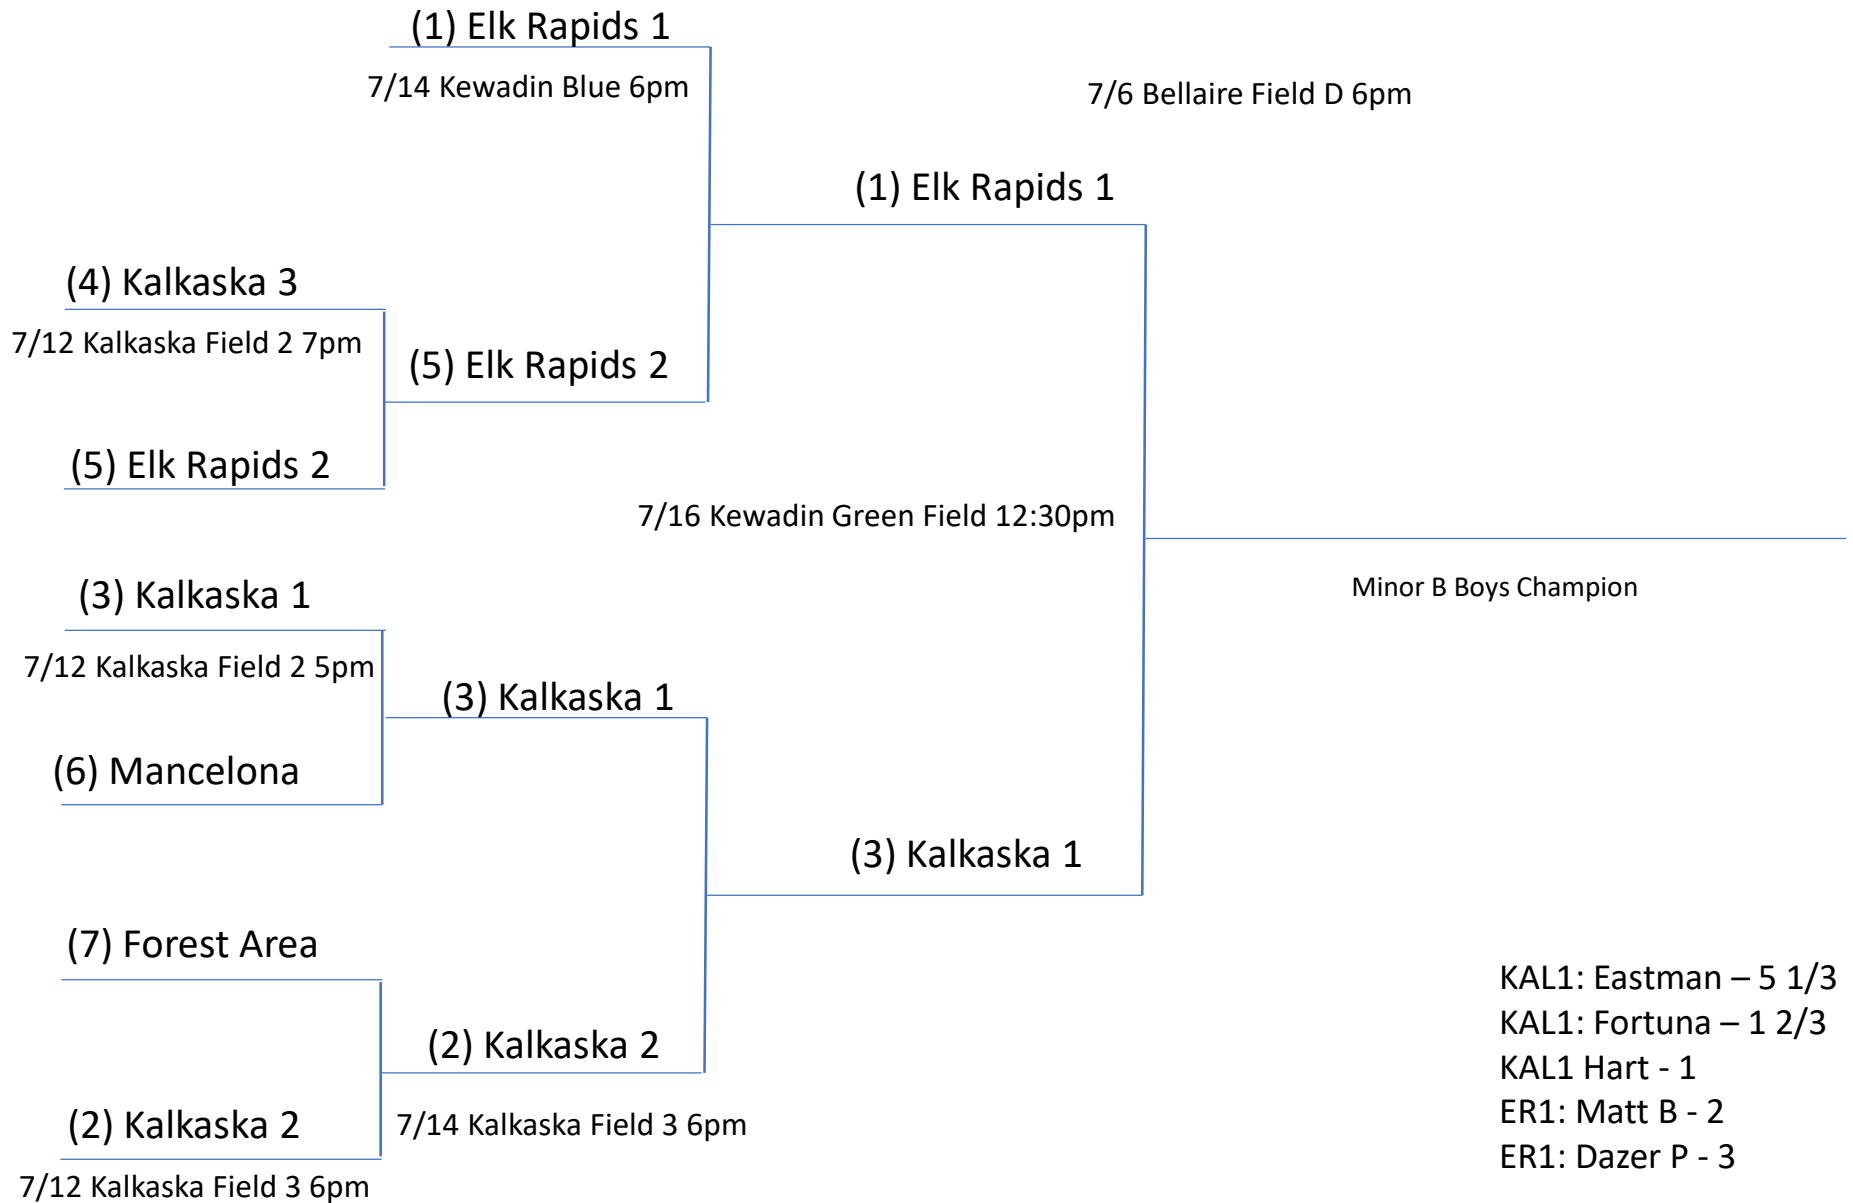 (1) Elk Rapids 1
7/14 Kewadin Blue 6pm
7/6 Bellaire Field D 6pm
(1) Elk Rapids 1
(4) Kalkaska 3
7/12 Kalkaska Field 2 7pm
(5) Elk Rapids 2
(5) Elk Rapids 2
7/16 Kewadin Green Field 12:30pm
Minor B Boys Champion
(3) Kalkaska 1
7/12 Kalkaska Field 2 5pm
(3) Kalkaska 1
(6) Mancelona
(3) Kalkaska 1
(7) Forest Area
(2) Kalkaska 2
(2) Kalkaska 2
7/14 Kalkaska Field 3 6pm
7/12 Kalkaska Field 3 6pm
KAL1: Eastman – 5 1/3
KAL1: Fortuna – 1 2/3
KAL1 Hart - 1
ER1: Matt B - 2
ER1: Dazer P - 3